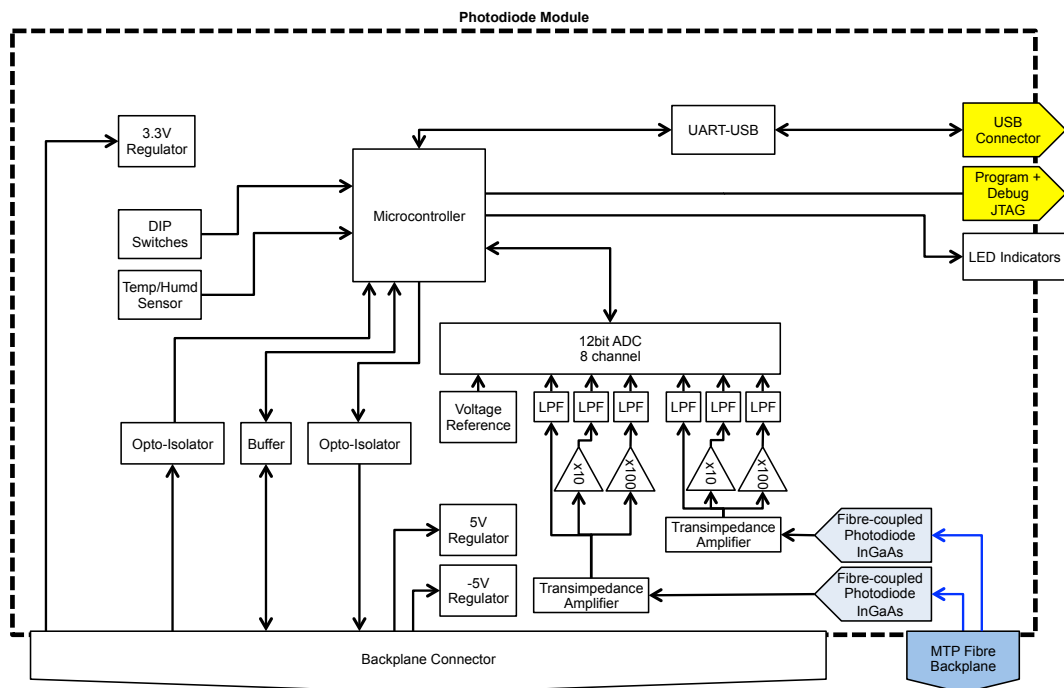 Photodiode Module
3.3V
Regulator
UART-USB
USB
Connector
Program +
Debug
JTAG
DIP
Switches
Microcontroller
LED Indicators
Temp/Humd
Sensor
12bit ADC
8 channel
Voltage
Reference
LPF
LPF
LPF
LPF
LPF
LPF
Opto-Isolator
Buffer
Opto-Isolator
x10
x100
x10
x100
5V
Regulator
Transimpedance
Amplifier
Fibre-coupled
Photodiode
InGaAs
-5V
Regulator
Transimpedance
Amplifier
Fibre-coupled
Photodiode
InGaAs
Backplane Connector
MTP Fibre
Backplane